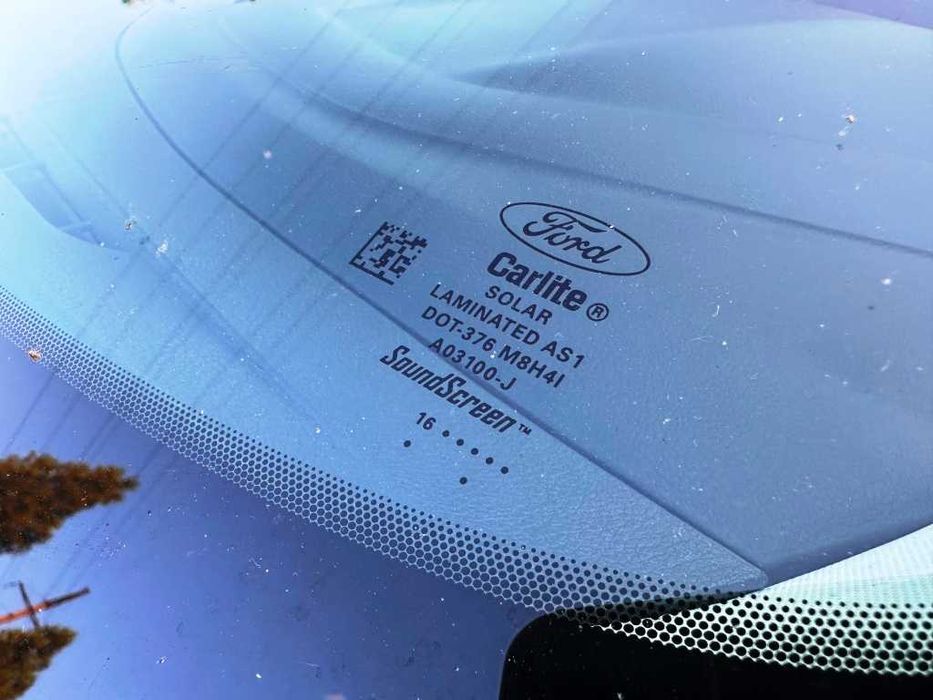 Ford
Carlite®
SOLAR
LAMINATED AS1
DOT-376 M8H4I
A03100-J
SoundScreen™
16